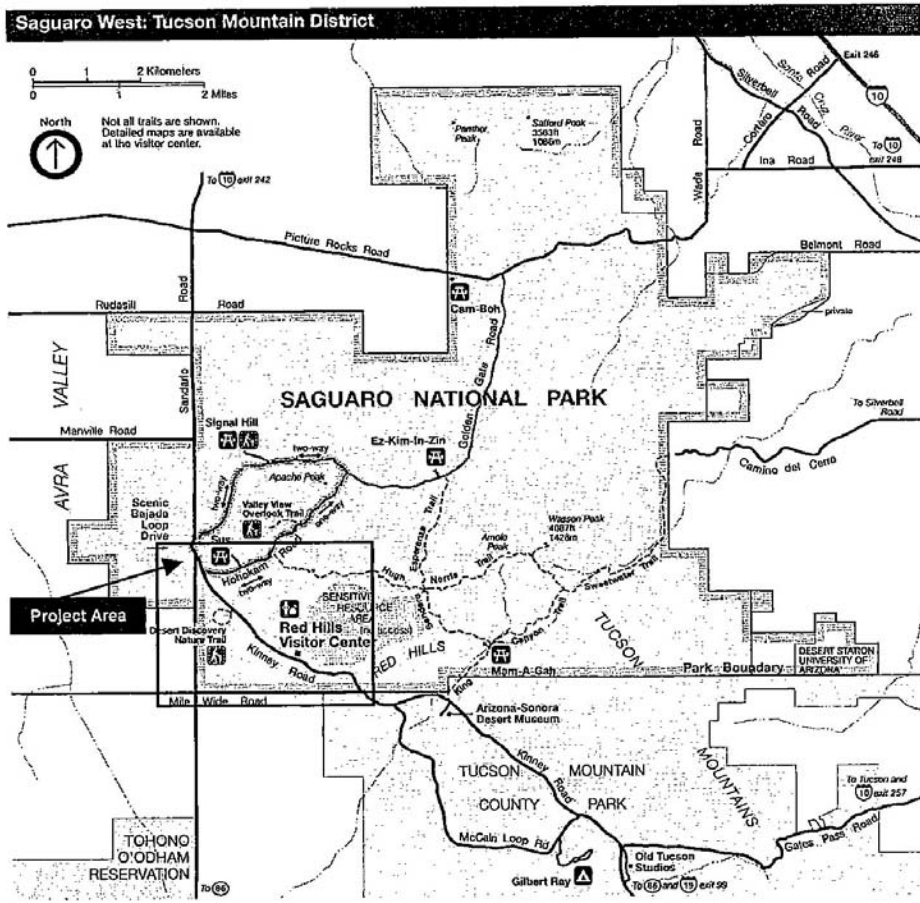 Saguaro West: Tucson Mountain District
0 1 2 Kilometers
0 1 2 Miles
North
Not all trails are shown.
Detailed maps are available
at the visitor center.
To 10 exit 242
Panther
Peak
Safford Peak
3563ft
1086m
Wade
Road
Silverbell
Road
Cortaro
Road
Santa
Cruz
Exit 246
10
To 10
exit 248
Ina Road
Picture Rocks Road
Belmont Road
Rudasill Road
Cam-Boh
private
Sandario
Road
AVRA
VALLEY
SAGUARO NATIONAL PARK
Golden Gate
Road
To Silverbell
Road
Manville Road
Signal Hill
two-way
Ez-Kim-In-Zin
Camino del Cerro
Apache Peak
two-way
Valley View
Overlook Trail
one-way
Scenic
Bajada
Loop
Drive
Sus
Hohokam Road
two-way
Esperanza Trail
Amole
Peak
Wasson Peak
4687ft
1428m
Hugh Norris Trail
Sweetwater Trail
Project Area
SENSITIVE
RESOURCE
AREA
Red Hills
Visitor Center
Desert Discovery
Nature Trail
RED HILLS
Sendero
King Canyon Trail
TUCSON
MOUNTAINS
Kinney Road
Mam-A-Gah
Park Boundary
DESERT STATION
UNIVERSITY OF
ARIZONA
Mile Wide Road
Arizona-Sonora
Desert Museum
Kinney
Road
TUCSON MOUNTAIN
COUNTY PARK
McCain Loop Rd
To Tucson and
10 exit 257
Gates Pass Road
TOHONO
O'ODHAM
RESERVATION
To 86
Gilbert Ray
Old Tucson
Studios
To 86 and 19 exit 99